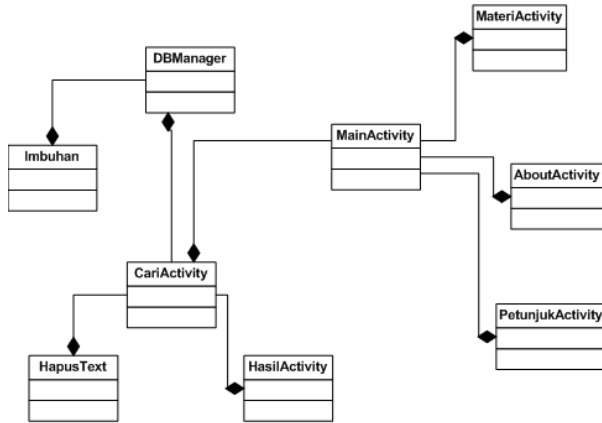 MateriActivity
DBManager
MainActivity
Imbuhan
AboutActivity
CariActivity
PetunjukActivity
HapusText
HasilActivity